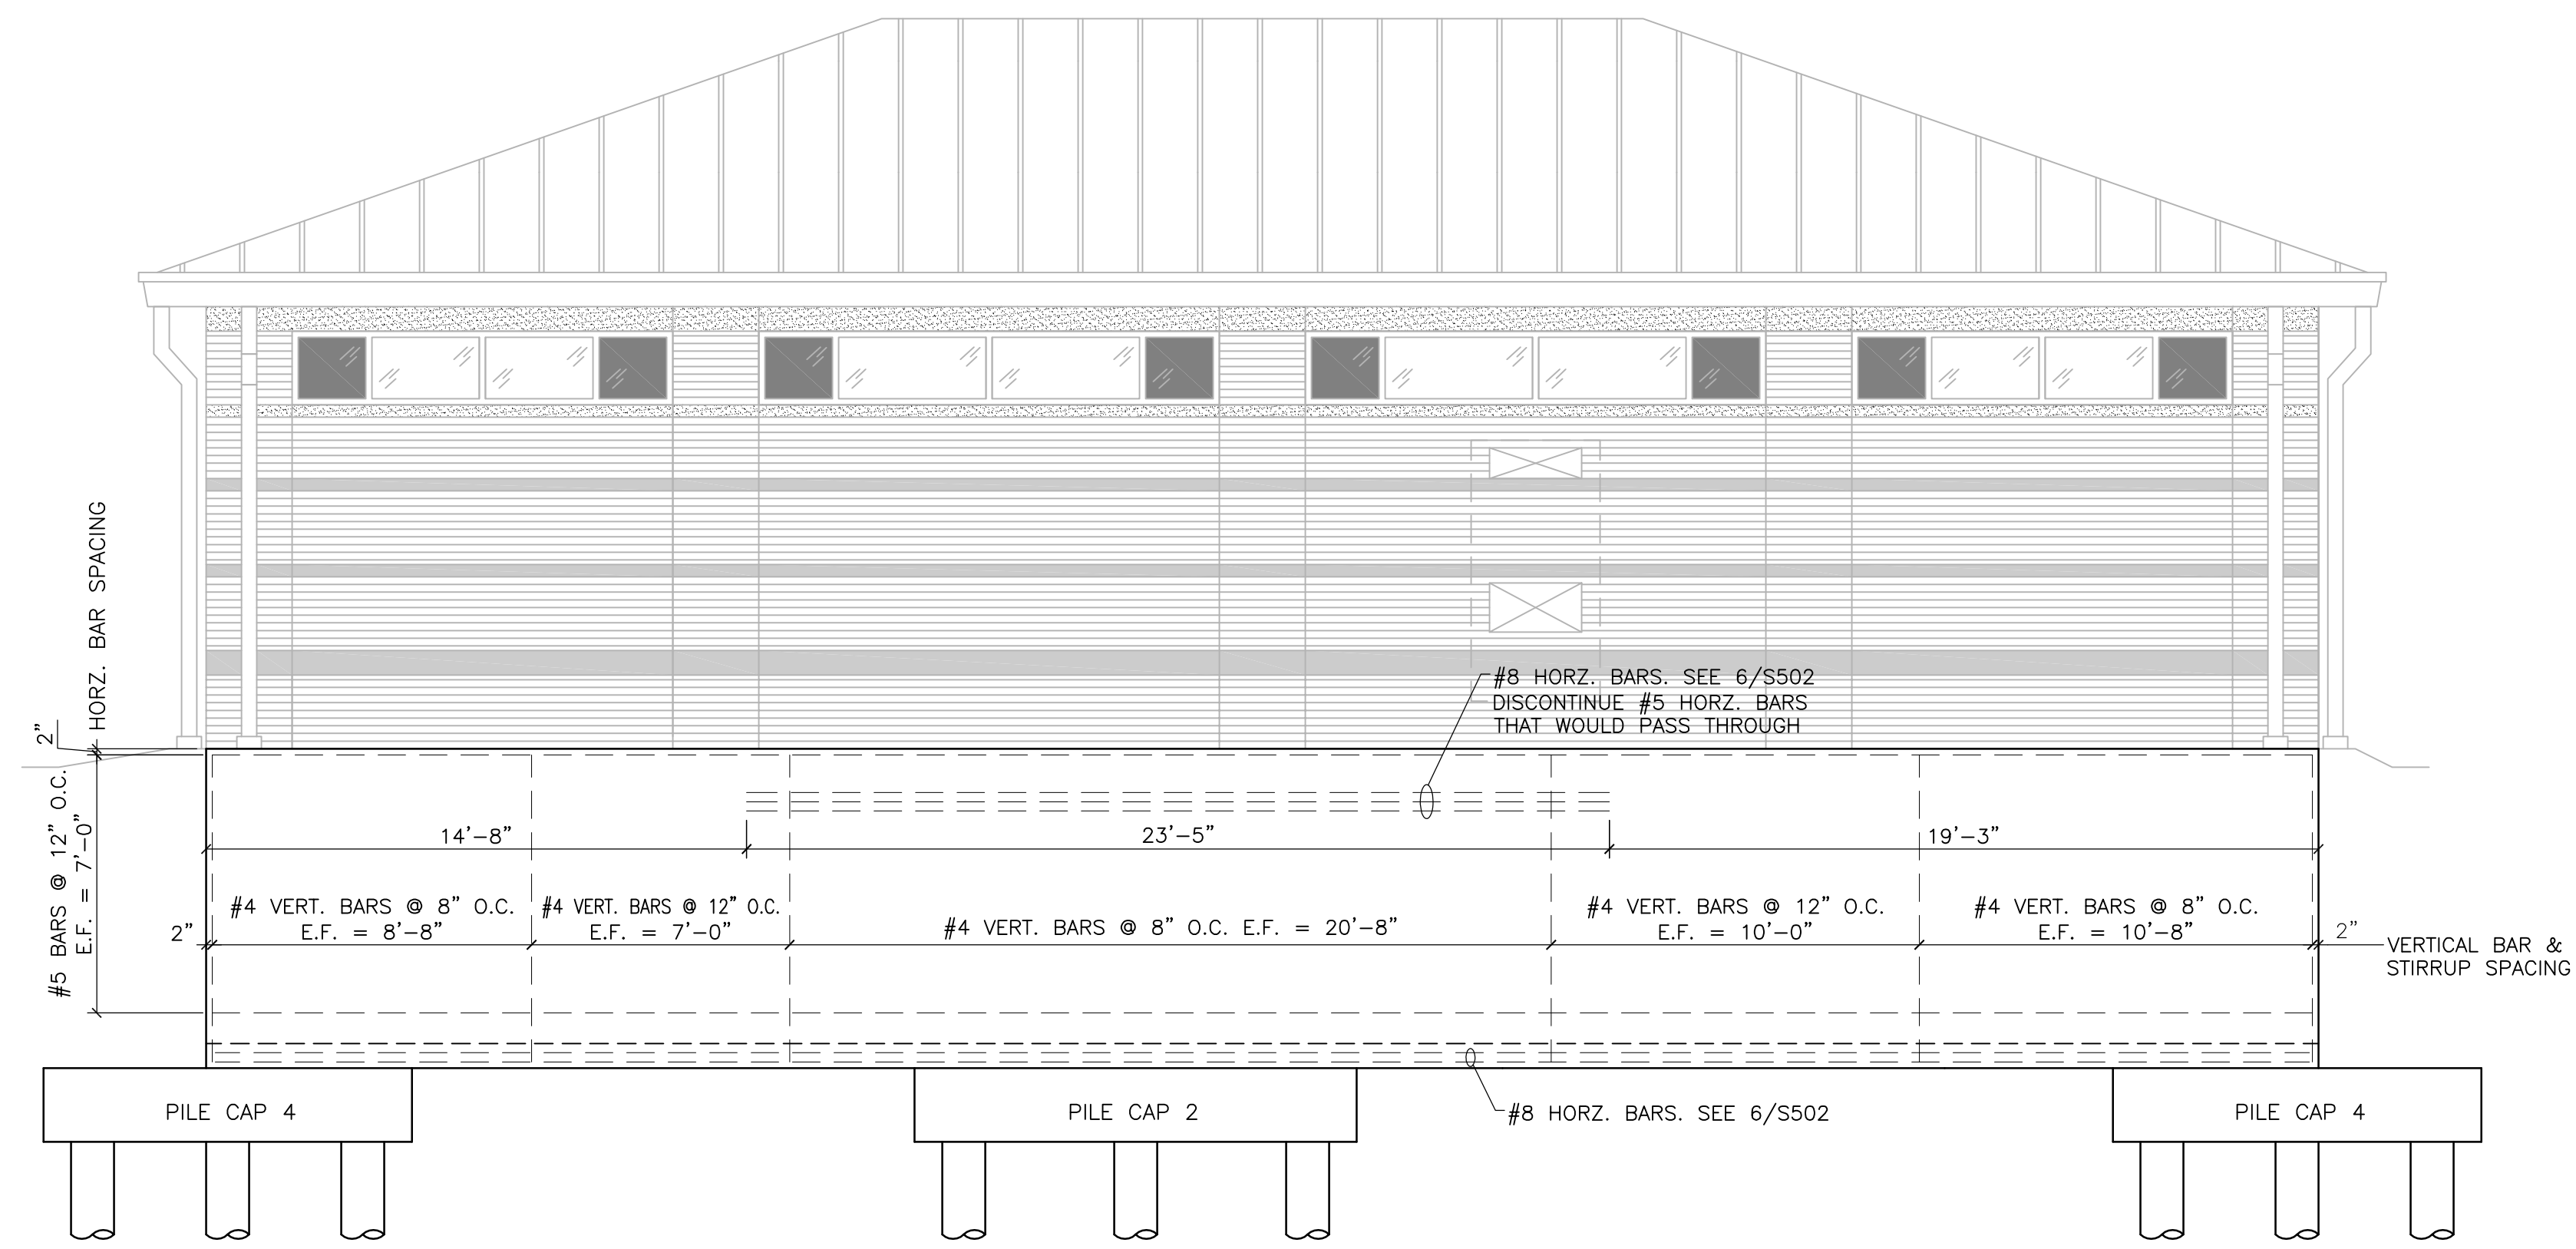 HORZ. BAR SPACING
2"
#5 BARS @ 12" O.C.
E.F. = 7'-0"
#8 HORZ. BARS. SEE 6/S502
DISCONTINUE #5 HORZ. BARS
THAT WOULD PASS THROUGH
14'-8"
23'-5"
19'-3"
2"
#4 VERT. BARS @ 8" O.C.
E.F. = 8'-8"
#4 VERT. BARS @ 12" O.C.
E.F. = 7'-0"
#4 VERT. BARS @ 8" O.C. E.F. = 20'-8"
#4 VERT. BARS @ 12" O.C.
E.F. = 10'-0"
#4 VERT. BARS @ 8" O.C.
E.F. = 10'-8"
2"
VERTICAL BAR &
STIRRUP SPACING
PILE CAP 4
PILE CAP 2
#8 HORZ. BARS. SEE 6/S502
PILE CAP 4